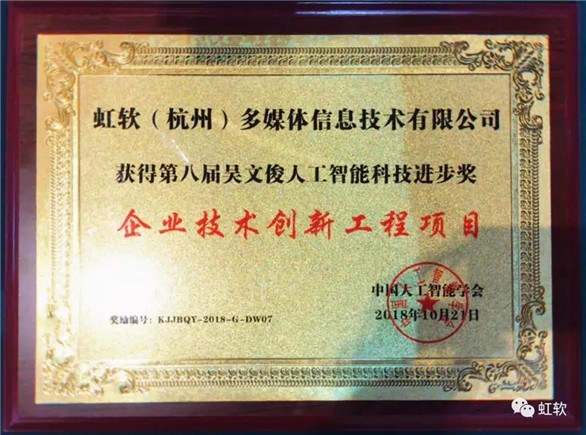 虹软（杭州）多媒体信息技术有限公司
获得第八届吴文俊人工智能科技进步奖
企业技术创新工程项目
中国人工智能学会
奖励编号：KJJBQY-2018-G-DW07
2018年10月21日
虹软